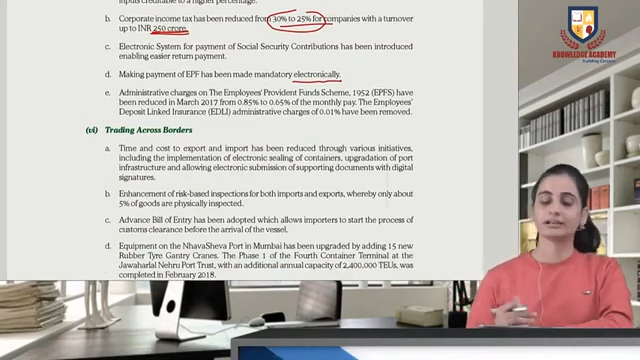 inputs creditable to a higher percentage.
b. Corporate income tax has been reduced from 30% to 25% for companies with a turnover
up to INR 250 crore.
c. Electronic System for payment of Social Security Contributions has been introduced
enabling easier return payment.
d. Making payment of EPF has been made mandatory electronically.
e. Administrative charges on The Employees' Provident Funds Scheme, 1952 (EPFS) have
been reduced in March 2017 from 0.85% to 0.65% of the monthly pay. The Employees'
Deposit Linked Insurance (EDLI) administrative charges of 0.01% have been removed.
(vi) Trading Across Borders
a. Time and cost to export and import has been reduced through various initiatives,
including the implementation of electronic sealing of containers, upgradation of port
infrastructure and allowing electronic submission of supporting documents with digital
signatures.
b. Enhancement of risk-based inspections for both imports and exports, whereby only about
5% of goods are physically inspected.
c. Advance Bill of Entry has been adopted which allows importers to start the process of
customs clearance before the arrival of the vessel.
d. Equipment on the NhavaSheva Port in Mumbai has been upgraded by adding 15 new
Rubber Tyre Gantry Cranes. The Phase 1 of the Fourth Container Terminal at the
Jawaharlal Nehru Port Trust, with an additional annual capacity of 2,400,000 TEUs, was
completed in February 2018.
KNOWLEDGE ACADEMY
Building Careers